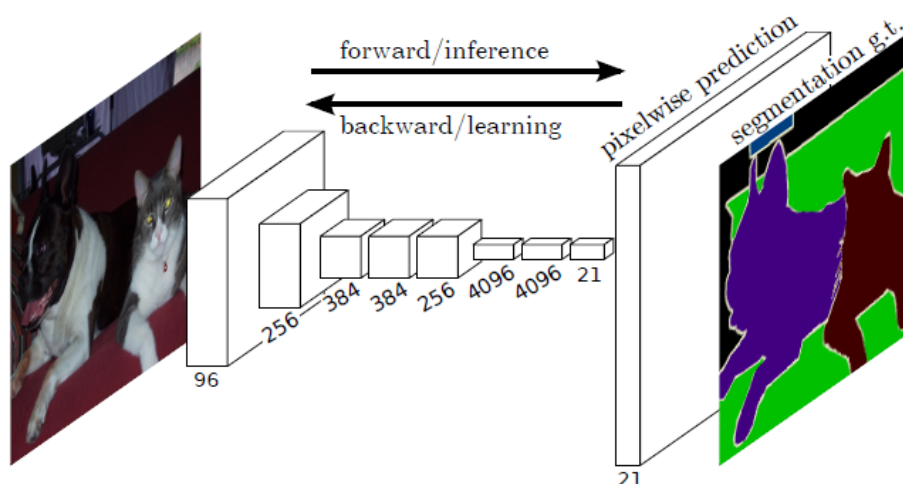 forward/inference
backward/learning
pixelwise prediction
segmentation g.t.
96
256
384
384
256
4096
4096
21
21